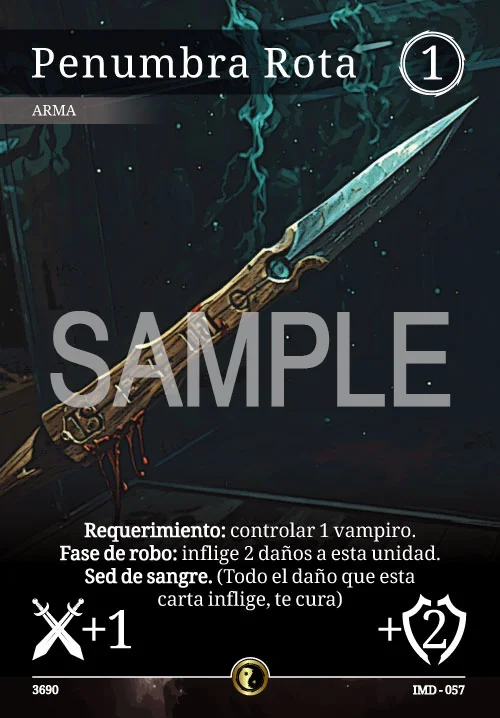 Penumbra Rota 1
ARMA
SAMPLE
Requerimiento: controlar 1 vampiro.
Fase de robo: inflige 2 daños a esta unidad.
Sed de sangre. (Todo el daño que esta
carta inflige, te cura)
+1 +2
3690 IMD - 057